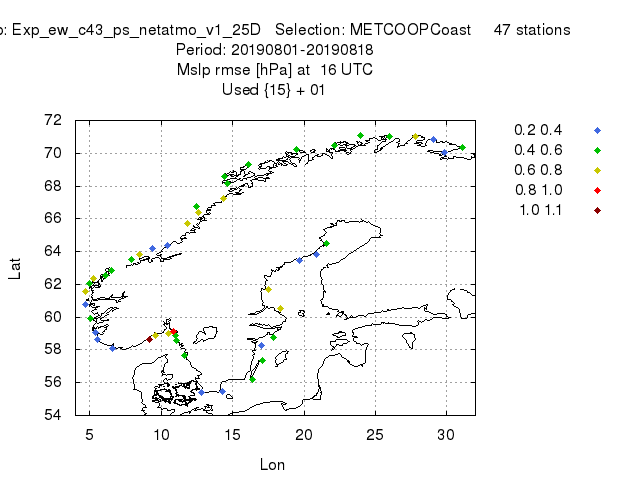 : Exp_ew_c43_ps_netatmo_v1_25D Selection: METCOOPCoast 47 stations
Period: 20190801-20190818
Mslp rmse [hPa] at 16 UTC
Used {15} + 01
72
70
68
66
64
62
60
58
56
54
5 10 15 20 25 30
Lat
Lon
0.2 0.4
0.4 0.6
0.6 0.8
0.8 1.0
1.0 1.1